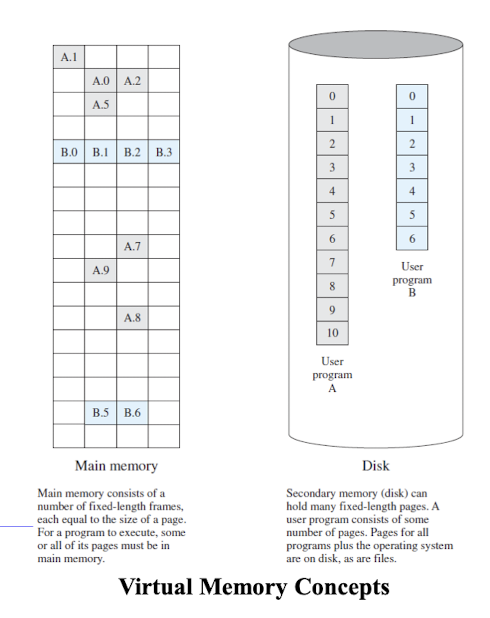 A.1
A.0 A.2
A.5
B.0 B.1 B.2 B.3
A.7
A.9
A.8
B.5 B.6
Main memory
Main memory consists of a
number of fixed-length frames,
each equal to the size of a page.
For a program to execute, some
or all of its pages must be in
main memory.
0
1
2
3
4
5
6
7
8
9
10
User
program
A
0
1
2
3
4
5
6
User
program
B
Disk
Secondary memory (disk) can
hold many fixed-length pages. A
user program consists of some
number of pages. Pages for all
programs plus the operating system
are on disk, as are files.
Virtual Memory Concepts